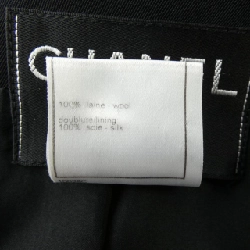 CHANEL
100% laine - wool
doublure-lining
100% soie - silk